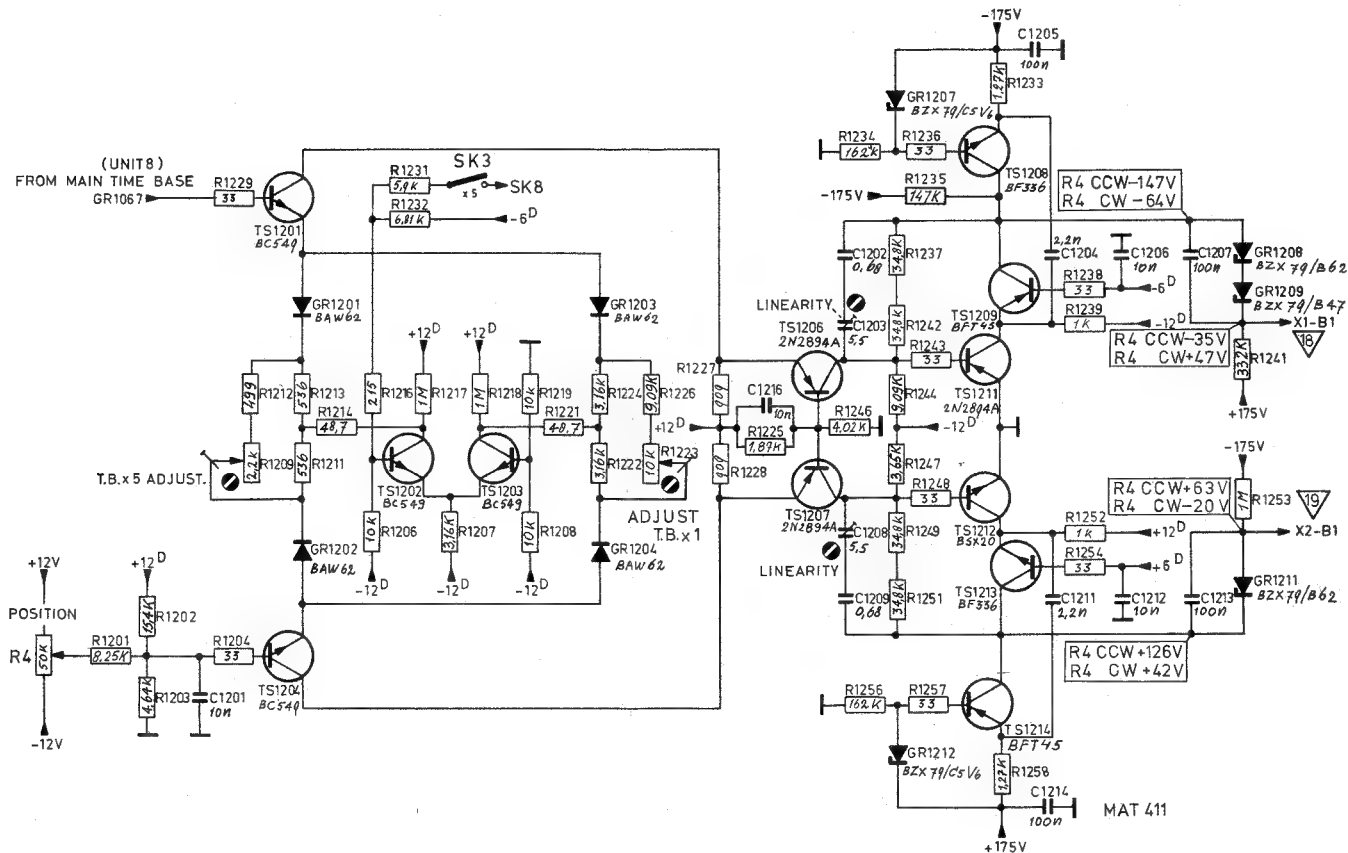 -175V
C1205
100n
R1233
1,27K
GR1207
BZX 79/C5V6
R1234
162K
R1236
33
TS1208
BF336
(UNIT8)
FROM MAIN TIME BASE
GR1067
R1229
33
TS1201
BC549
R1231
5,9K
SK3
x5
SK8
R1232
6,81K
-6D
-175V
R1235
147K
R4 CCW-147V
R4 CW -64V
C1202
0,68
R1237
34,8K
2,2n
C1204
C1206
10n
C1207
100n
GR1208
BZX 79/B62
GR1209
BZX 79/B47
R1238
33
-6D
GR1201
BAW62
GR1203
BAW62
LINEARITY
C1203
5,5
R1242
34,8K
TS1209
BFT45
R1239
1K
-12D
X1-B1
18
R4 CCW-35V
R4 CW+47V
R1241
33,2K
+175V
+12D
+12D
TS1206
2N2894A
R1243
33
TS1211
2N2894A
R1212
499
R1213
536
R1214
48,7
R1216
215
R1217
1M
R1218
1M
R1219
10K
R1221
48,7
R1224
3,16K
R1226
9,09K
R1227
909
C1216
10n
R1244
9,09K
R1246
4,02K
+12D
R1225
1,87K
-12D
T.B.x5 ADJUST.
R1209
2,2K
R1211
536
TS1202
BC549
TS1203
BC549
R1222
3,16K
R1223
10K
R1228
909
R1247
3,65K
R1248
33
-175V
R1253
1M
ADJUST
T.B.x1
TS1207
2N2894A
R4 CCW+63V
R4 CW-20V
19
X2-B1
R1206
10K
R1207
3,16K
R1208
10K
-12D
-12D
-12D
GR1202
BAW62
GR1204
BAW62
C1208
5,5
LINEARITY
R1249
34,8K
TS1212
BSX20
R1252
1K
+12D
R1254
33
+6D
TS1213
BF336
C1209
0,68
R1251
34,8K
C1211
2,2n
C1212
10n
C1213
100n
GR1211
BZX 79/B62
+12V
POSITION
R4
50K
-12V
+12D
R1202
15,4K
R1201
8,25K
R1204
33
R1203
4,64K
C1201
10n
TS1204
BC549
R4 CCW+126V
R4 CW+42V
R1256
162K
R1257
33
TS1214
BFT45
GR1212
BZX 79/C5V6
R1258
1,27K
C1214
100n
+175V
MAT 411